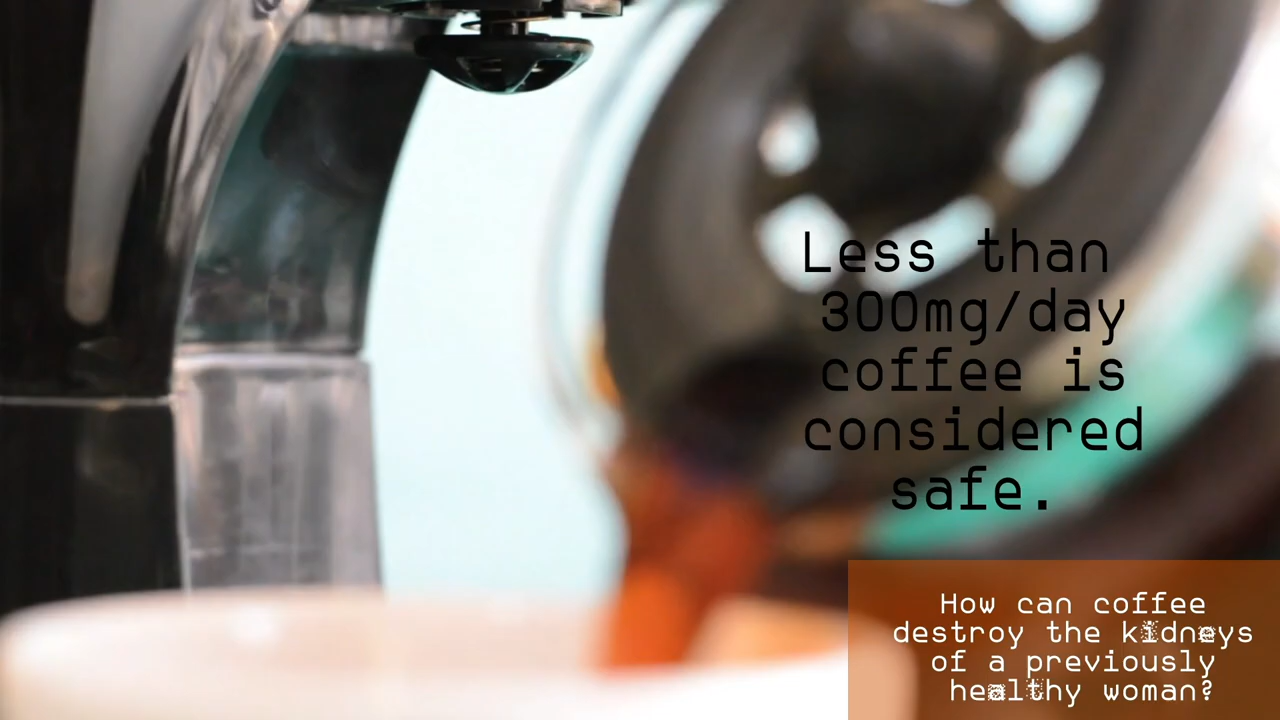 Less than
300mg/day
coffee is
considered
safe.
How can coffee
destroy the kidneys
of a previously
healthy woman?